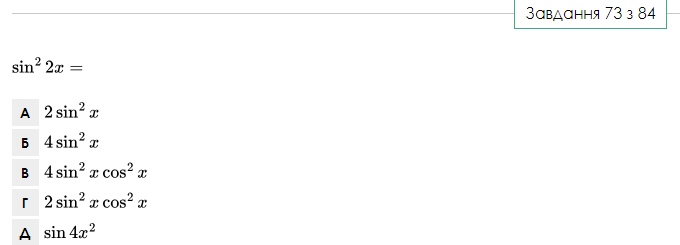 Завдання 73 з 84
sin² 2x =
А 2 sin² x
Б 4 sin² x
В 4 sin² x cos² x
Г 2 sin² x cos² x
Д sin 4x²